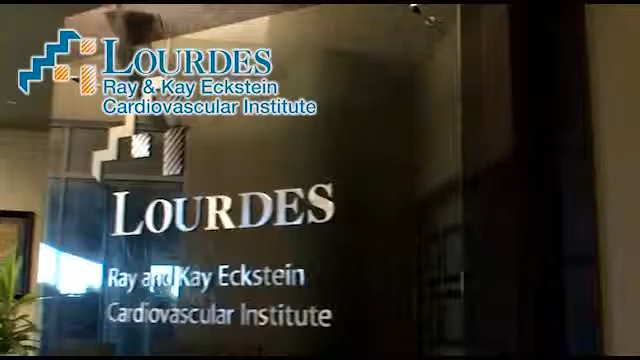 LOURDES
Ray & Kay Eckstein
Cardiovascular Institute
LOURDES
Ray and Kay Eckstein
Cardiovascular Institute